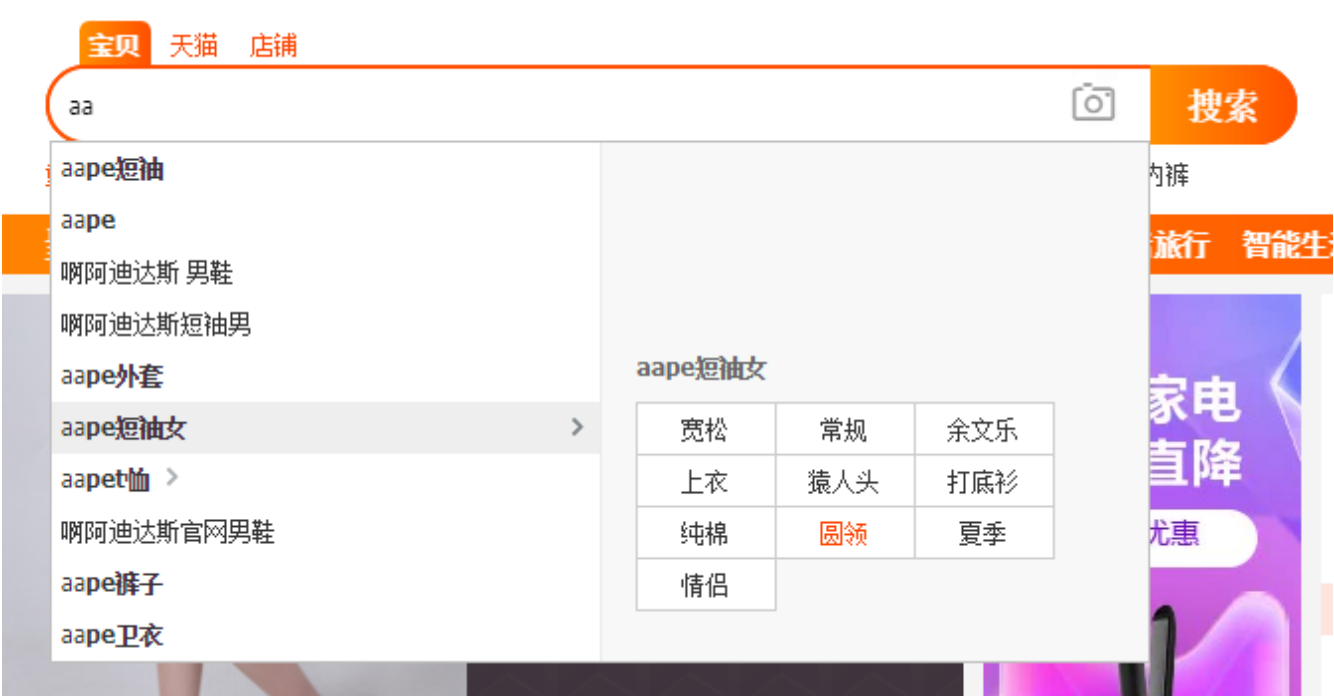 宝贝 天猫 店铺
aa
搜索
aape短袖
内裤
aape
旅行 智能生
啊阿迪达斯 男鞋
啊阿迪达斯短袖男
aape外套
aape短袖女
aapet恤
啊阿迪达斯官网男鞋
aape裤子
aape卫衣
aape短袖女
宽松 常规 余文乐
上衣 猿人头 打底衫
纯棉 圆领 夏季
情侣
家电
直降
优惠